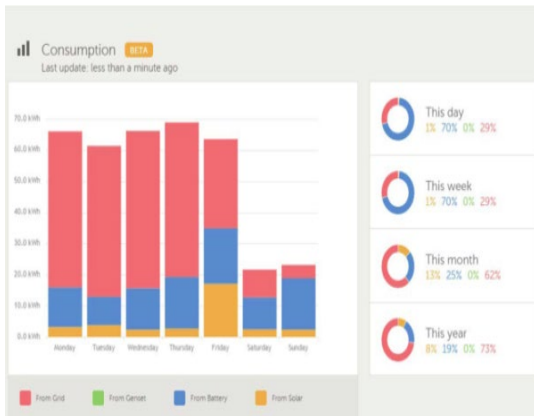 Consumption BETA
Last update: less than a minute ago
70.0 kWh
60.0 kWh
50.0 kWh
40.0 kWh
30.0 kWh
20.0 kWh
10.0 kWh
0.0 kWh
Monday Tuesday Wednesday Thursday Friday Saturday Sunday
From Grid From Genset From Battery From Solar
This day
1% 70% 0% 29%
This week
1% 70% 0% 29%
This month
13% 25% 0% 62%
This year
8% 19% 0% 73%